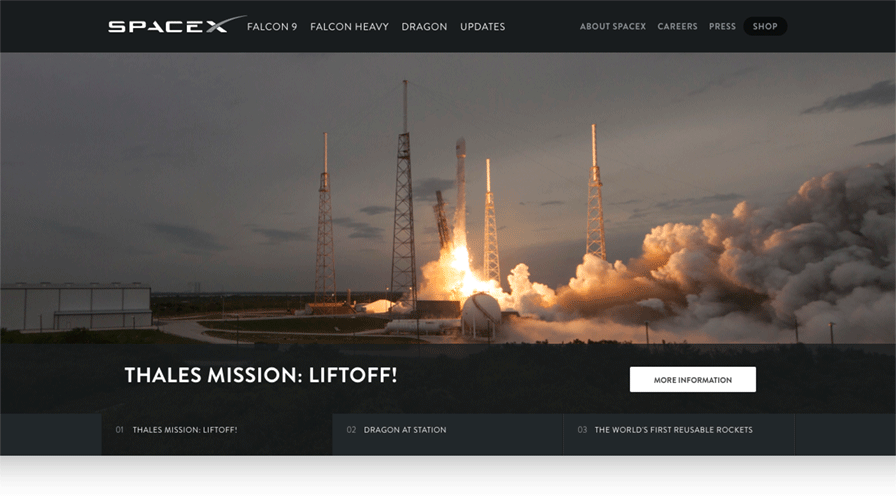 SPACEX FALCON 9 FALCON HEAVY DRAGON UPDATES ABOUT SPACEX CAREERS PRESS SHOP
THALES MISSION: LIFTOFF!
MORE INFORMATION
01 THALES MISSION: LIFTOFF! 02 DRAGON AT STATION 03 THE WORLD'S FIRST REUSABLE ROCKETS